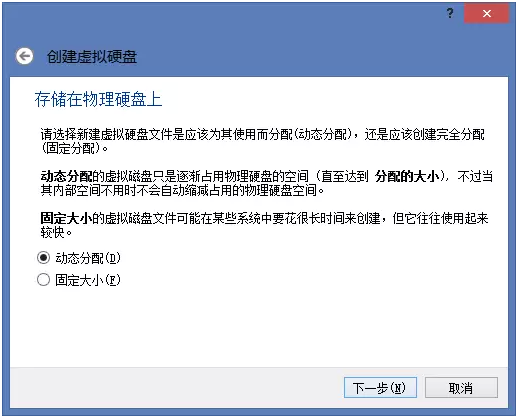 ?
创建虚拟硬盘
存储在物理硬盘上
请选择新建虚拟硬盘文件是应该为其使用而分配(动态分配)，还是应该创建完全分配
(固定分配)。
动态分配的虚拟磁盘只是逐渐占用物理硬盘的空间（直至达到 分配的大小），不过当
其内部空间不用时不会自动缩减占用的物理硬盘空间。
固定大小的虚拟磁盘文件可能在某些系统中要花很长时间来创建，但它往往使用起来
较快。
动态分配(D)
固定大小(F)
下一步(N)
取消